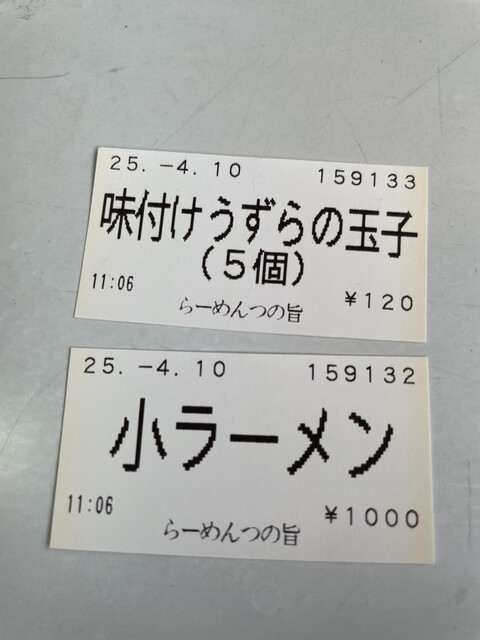 25. -4. 10 159133
味付けうずらの玉子
(5個)
11:06 ¥120
らーめんつの旨
25. -4. 10 159132
小ラーメン
11:06 ¥1000
らーめんつの旨